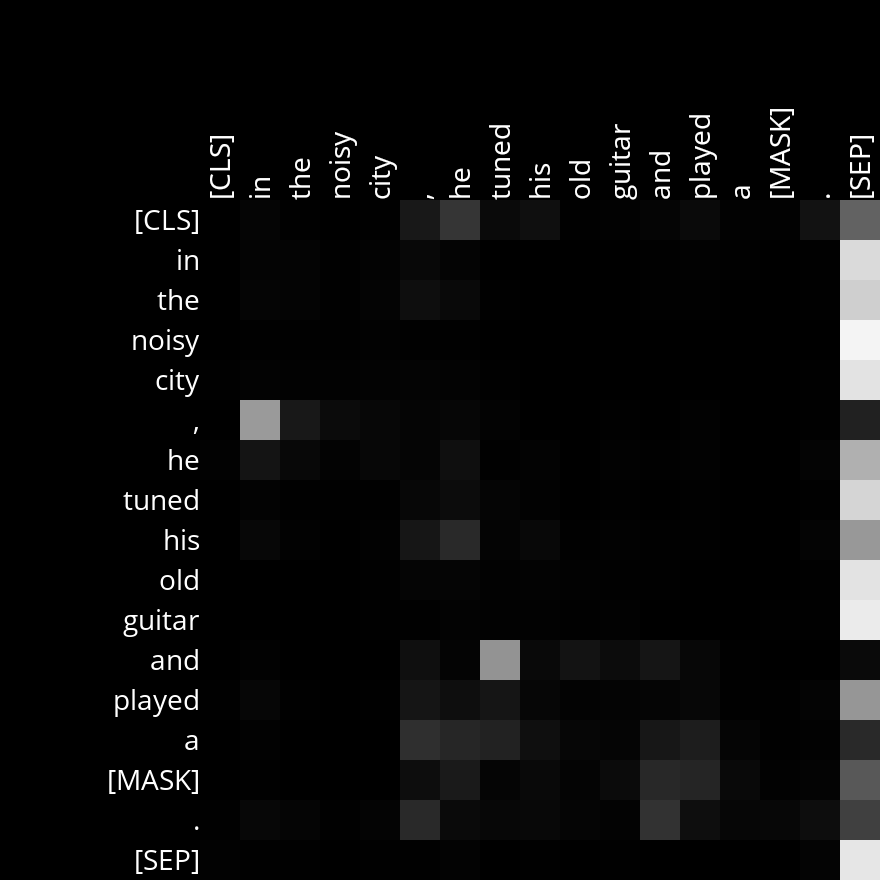 [CLS] in the noisy city , he tuned his old guitar and played a [MASK] . [SEP]
[CLS]
in
the
noisy
city
,
he
tuned
his
old
guitar
and
played
a
[MASK]
.
[SEP]